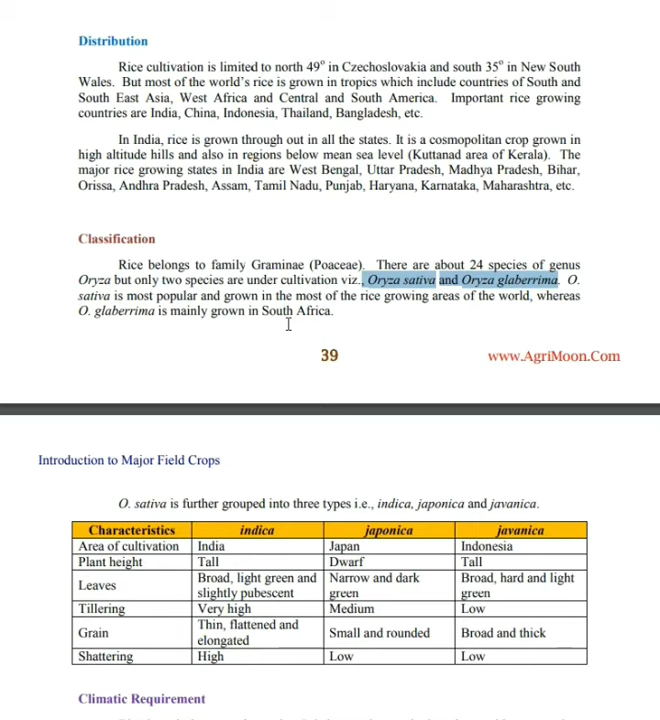 Distribution
Rice cultivation is limited to north 49° in Czechoslovakia and south 35° in New South
Wales. But most of the world's rice is grown in tropics which include countries of South and
South East Asia, West Africa and Central and South America. Important rice growing
countries are India, China, Indonesia, Thailand, Bangladesh, etc.
In India, rice is grown through out in all the states. It is a cosmopolitan crop grown in
high altitude hills and also in regions below mean sea level (Kuttanad area of Kerala). The
major rice growing states in India are West Bengal, Uttar Pradesh, Madhya Pradesh, Bihar,
Orissa, Andhra Pradesh, Assam, Tamil Nadu, Punjab, Haryana, Karnataka, Maharashtra, etc.
Classification
Rice belongs to family Graminae (Poaceae). There are about 24 species of genus
Oryza but only two species are under cultivation viz., Oryza sativa and Oryza glaberrima. O.
sativa is most popular and grown in the most of the rice growing areas of the world, whereas
O. glaberrima is mainly grown in South Africa.
39 www.AgriMoon.Com
Introduction to Major Field Crops
O. sativa is further grouped into three types i.e., indica, japonica and javanica.
Characteristics indica japonica javanica
Area of cultivation India Japan Indonesia
Plant height Tall Dwarf Tall
Leaves Broad, light green and slightly pubescent Narrow and dark green Broad, hard and light green
Tillering Very high Medium Low
Grain Thin, flattened and elongated Small and rounded Broad and thick
Shattering High Low Low
Climatic Requirement